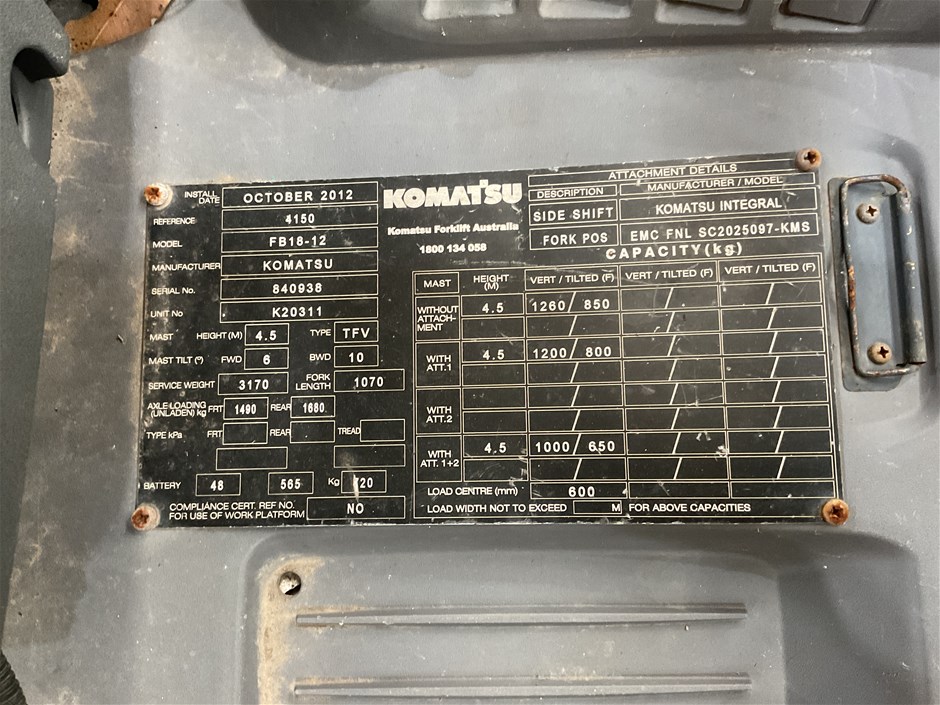 INSTALL DATE OCTOBER 2012
REFERENCE 4150
MODEL FB18-12
MANUFACTURER KOMATSU
SERIAL No. 840938
UNIT No K20311
MAST HEIGHT (M) 4.5 TYPE TFV
MAST TILT (º) FWD 6 BWD 10
SERVICE WEIGHT 3170 FORK LENGTH 1070
AXLE LOADING (UNLADEN) kg FRT 1490 REAR 1680
TYPE kPa FRT REAR TREAD
BATTERY 48 565 Kg 720
COMPLIANCE CERT. REF NO.
FOR USE OF WORK PLATFORM NO
KOMATSU
Komatsu Forklift Australia
1800 134 058
ATTACHMENT DETAILS
DESCRIPTION MANUFACTURER / MODEL
SIDE SHIFT KOMATSU INTEGRAL
FORK POS EMC FNL SC2025097-KMS
CAPACITY (kg)
MAST HEIGHT (M) VERT / TILTED (F) VERT / TILTED (F) VERT / TILTED (F)
WITHOUT ATTACH-MENT 4.5 1260 / 850 / /
/ / /
WITH ATT.1 4.5 1200 / 800 / /
/ / /
WITH ATT.2 / / /
/ / /
WITH ATT. 1+2 4.5 1000 / 650 / /
/ / /
LOAD CENTRE (mm) 600
LOAD WIDTH NOT TO EXCEED M FOR ABOVE CAPACITIES